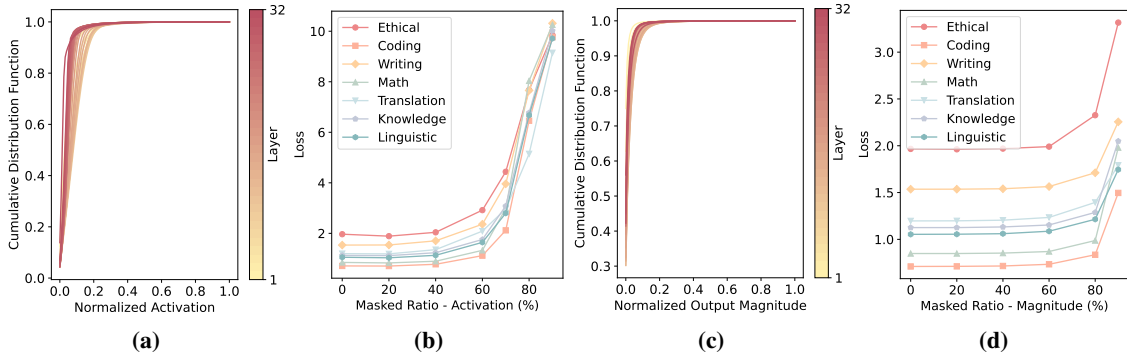 Cumulative Distribution Function
1.0
0.8
0.6
0.4
0.2
0.0
0.0 0.2 0.4 0.6 0.8 1.0
Normalized Activation
32
Layer
1
(a)
Loss
10
8
6
4
2
Ethical
Coding
Writing
Math
Translation
Knowledge
Linguistic
0 20 40 60 80
Masked Ratio - Activation (%)
(b)
Cumulative Distribution Function
1.0
0.9
0.8
0.7
0.6
0.5
0.4
0.3
0.0 0.2 0.4 0.6 0.8 1.0
Normalized Output Magnitude
32
Layer
1
(c)
Loss
3.0
2.5
2.0
1.5
1.0
Ethical
Coding
Writing
Math
Translation
Knowledge
Linguistic
0 20 40 60 80
Masked Ratio - Magnitude (%)
(d)